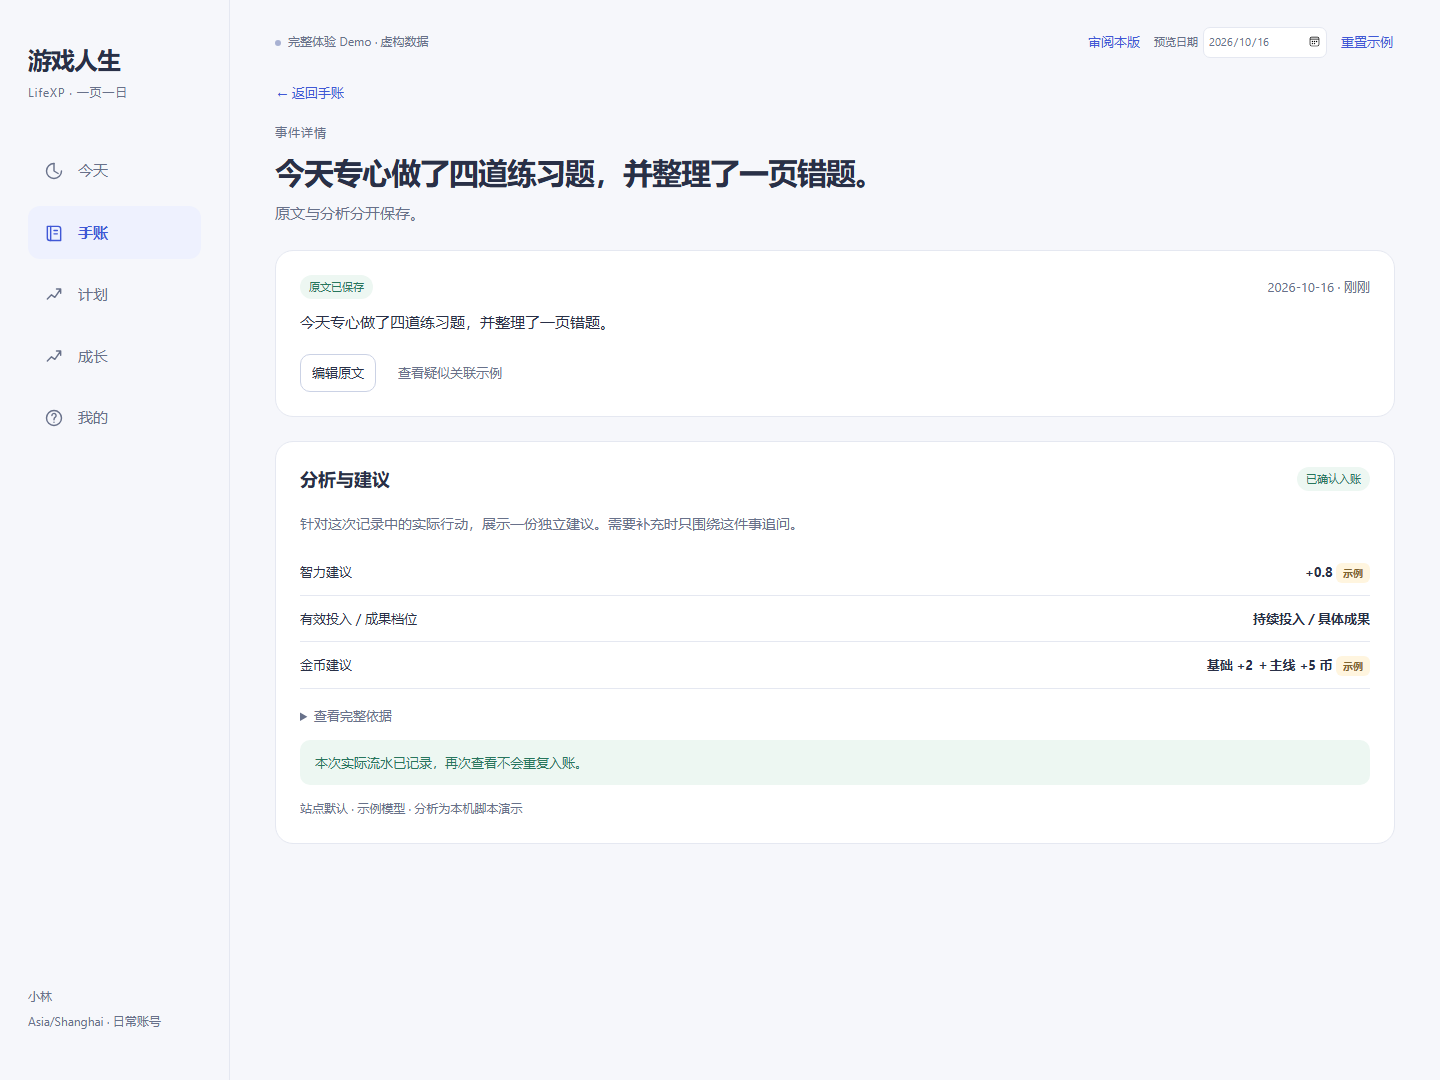 游戏人生
LifeXP · 一页一日
今天
手账
计划
成长
我的
小林
Asia/Shanghai · 日常账号
完整体验 Demo · 虚构数据
审阅本版 预览日期 2026/10/16 重置示例
← 返回手账
事件详情
今天专心做了四道练习题，并整理了一页错题。
原文与分析分开保存。
原文已保存 2026-10-16 · 刚刚
今天专心做了四道练习题，并整理了一页错题。
编辑原文 查看疑似关联示例
分析与建议 已确认入账
针对这次记录中的实际行动，展示一份独立建议。需要补充时只围绕这件事追问。
智力建议 +0.8 示例
有效投入 / 成果档位 持续投入 / 具体成果
金币建议 基础 +2 + 主线 +5 币 示例
▶ 查看完整依据
本次实际流水已记录，再次查看不会重复入账。
站点默认 · 示例模型 · 分析为本机脚本演示